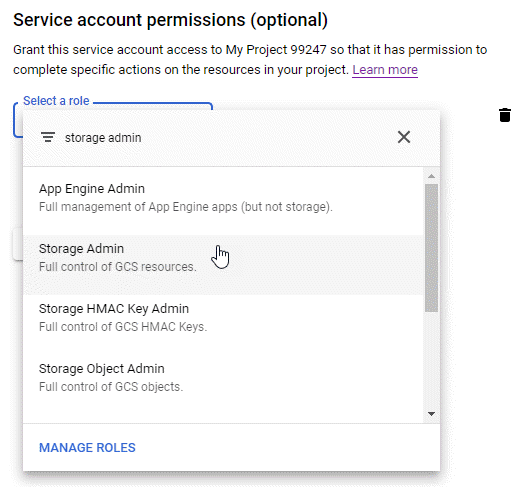 Service account permissions (optional)
Grant this service account access to My Project 99247 so that it has permission to
complete specific actions on the resources in your project. Learn more
Select a role
storage admin
App Engine Admin
Full management of App Engine apps (but not storage).
Storage Admin
Full control of GCS resources.
Storage HMAC Key Admin
Full control of GCS HMAC Keys.
Storage Object Admin
Full control of GCS objects.
MANAGE ROLES